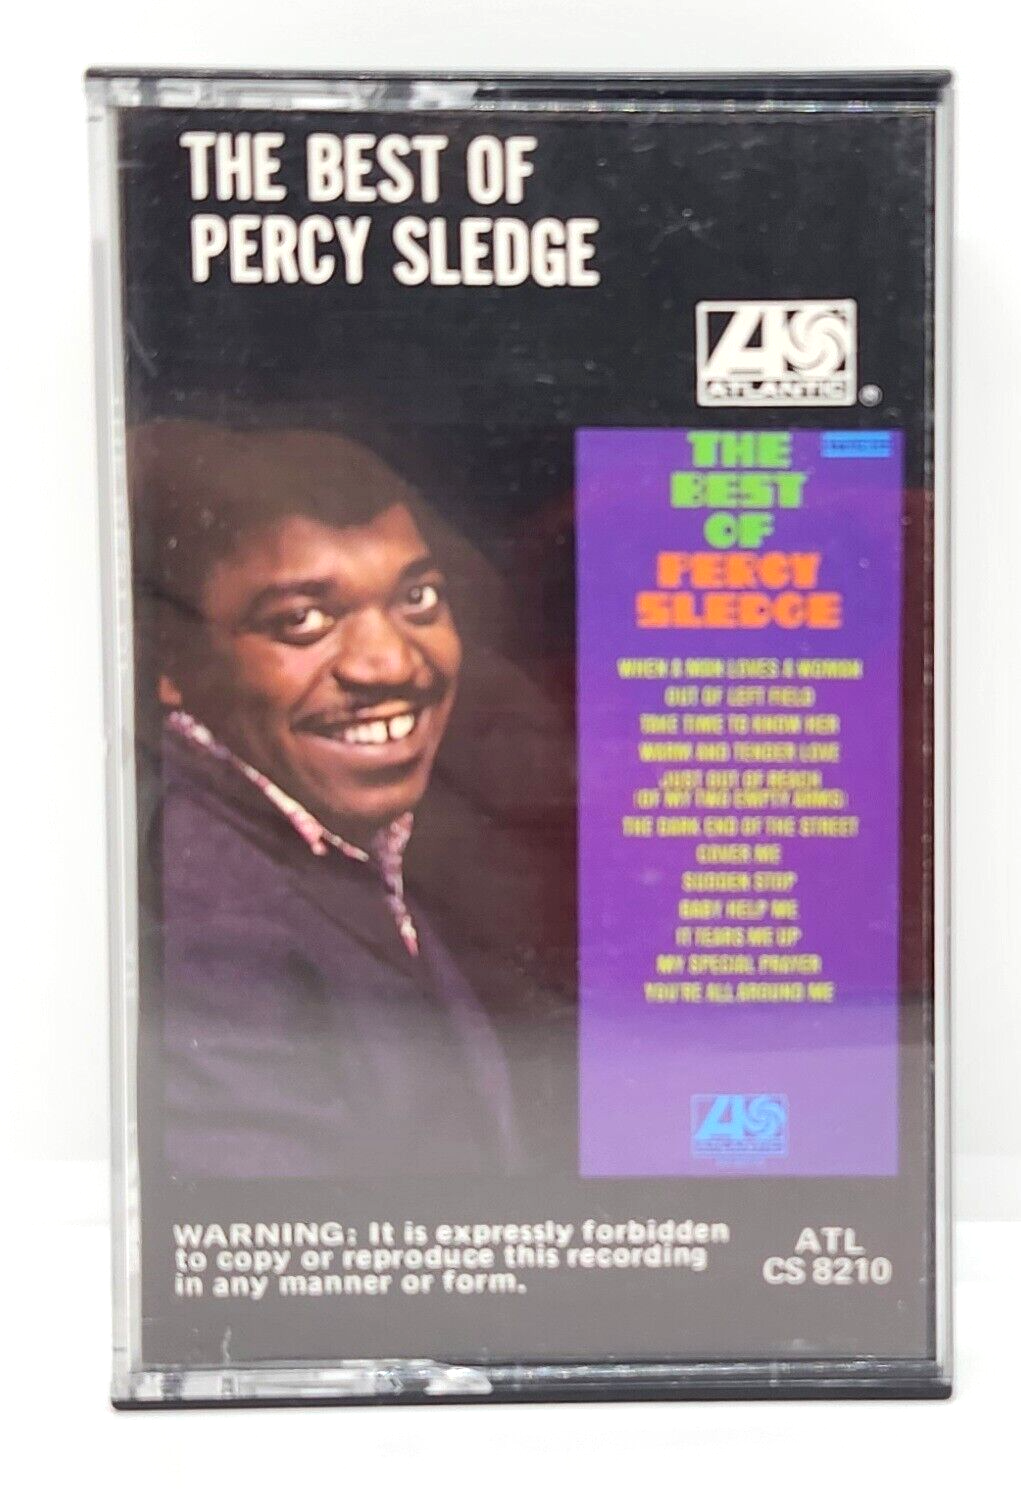 THE BEST OF
PERCY SLEDGE
ATLANTIC
®
THE
BEST
OF
PERCY
SLEDGE
WHEN A MAN LOVES A WOMAN
OUT OF LEFT FIELD
TAKE TIME TO KNOW HER
WARM AND TENDER LOVE
JUST OUT OF REACH
(OF MY TWO EMPTY ARMS)
THE DARK END OF THE STREET
COVER ME
SUDDEN STOP
BABY HELP ME
IT TEARS ME UP
MY SPECIAL PRAYER
YOU'RE ALL AROUND ME
ATLANTIC
WARNING: It is expressly forbidden
to copy or reproduce this recording
in any manner or form.
ATL
CS 8210